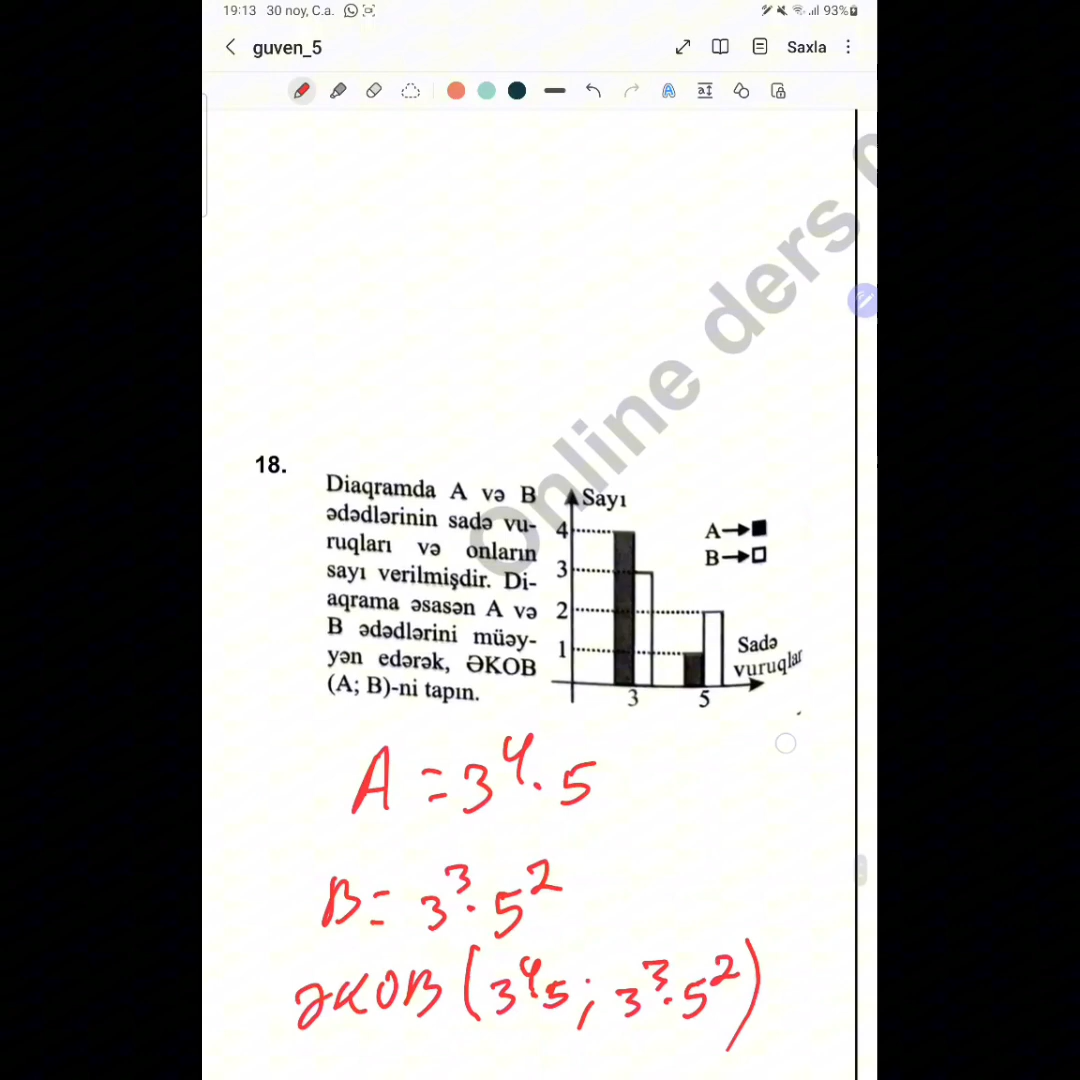 19:13 30 noy, C.a. 93%
guven_5 Saxla
Online ders
18.
Diaqramda A və B
ədədlərinin sadə vu-
ruqları və onların
sayı verilmişdir. Di-
aqrama əsasən A və
B ədədlərini müəy-
yən edərək, ƏKOB
(A; B)-ni tapın.
Sayı
4
3
2
1
A→■
B→□
Sadə
vuruqlar
3 5
A = 3⁴·5
B = 3³·5²
ƏKOB (3⁴·5; 3³·5²)